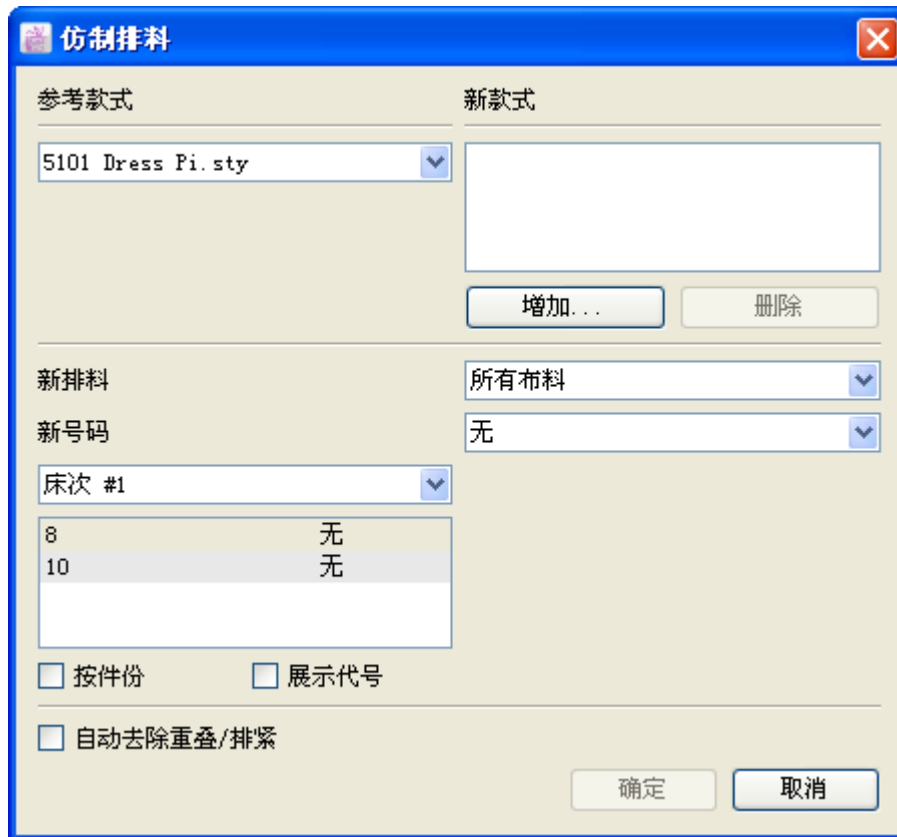 仿制排料
参考款式 新款式
5101 Dress Pi.sty
增加... 删除
新排料 所有布料
新号码 无
床次 #1
8 无
10 无
按件份 展示代号
自动去除重叠/排紧
确定 取消